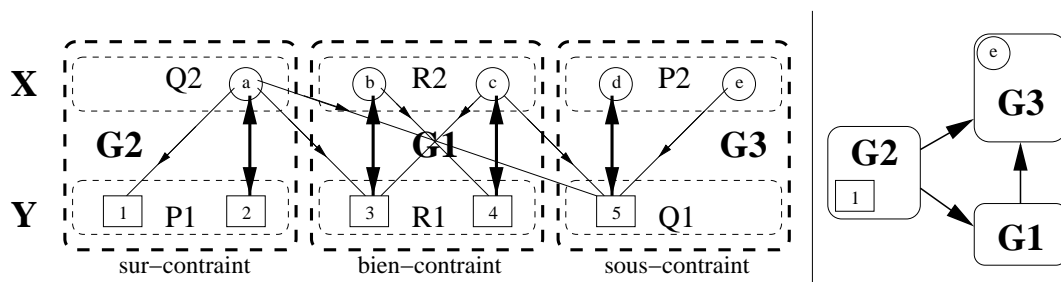 X Q2 a b R2 c d P2 e
G2 G1 G3
Y 1 P1 2 3 R1 4 5 Q1
sur−contraint bien−contraint sous−contraint
e
G3
G2
1
G1